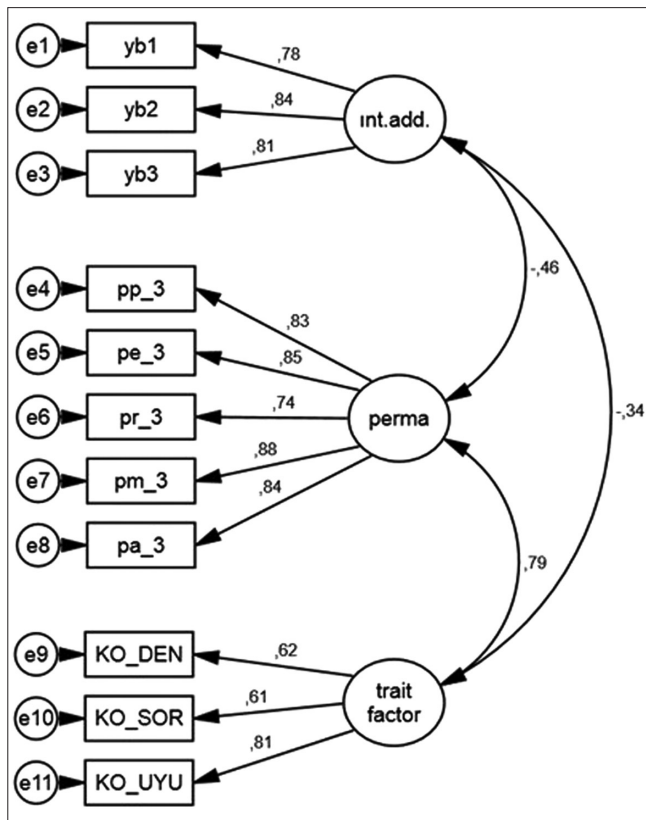 e1 yb1 ,78
e2 yb2 ,84 ınt.add.
e3 yb3 ,81
-,46
e4 pp_3 ,83
e5 pe_3 ,85
e6 pr_3 ,74 perma -,34
e7 pm_3 ,88
e8 pa_3 ,84
,79
e9 KO_DEN ,62
e10 KO_SOR ,61 trait
factor
e11 KO_UYU ,81